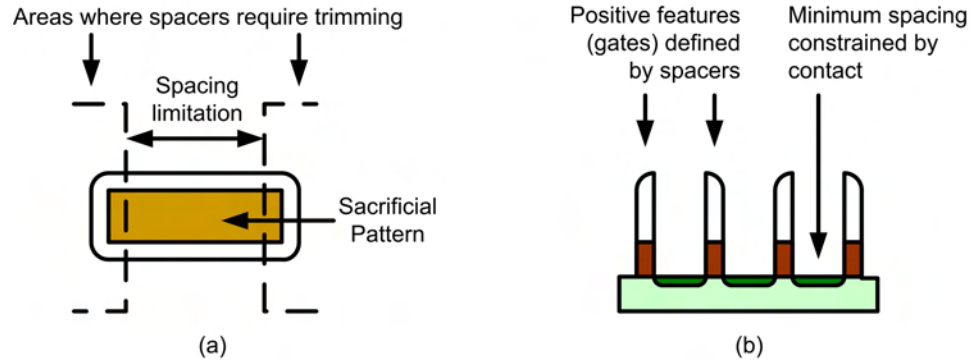 Areas where spacers require trimming
Spacing
limitation
Sacrificial
Pattern
(a)
Positive features
(gates) defined
by spacers
Minimum spacing
constrained by
contact
(b)